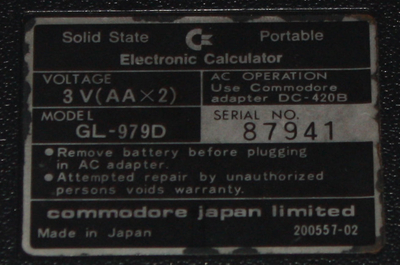 Solid State Portable
Electronic Calculator
VOLTAGE
3 V (AA×2)
AC OPERATION
Use Commodore
adapter DC-420B
MODEL
GL-979D
SERIAL NO.
87941
●Remove battery before plugging
in AC adapter.
●Attempted repair by unauthorized
persons voids warranty.
commodore japan limited
Made in Japan 200557-02